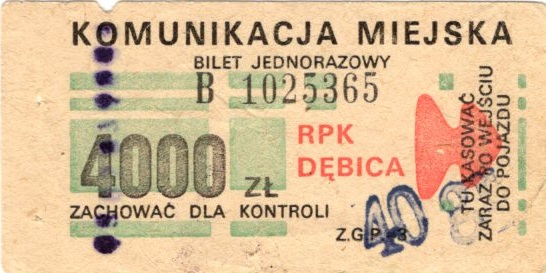 KOMUNIKACJA MIEJSKA
BILET JEDNORAZOWY
B 1025365
4000 ZŁ
RPK
DĘBICA
ZACHOWAĆ DLA KONTROLI
Z.G.P.-3
40
TU KASOWAĆ
ZARAZ PO WEJŚCIU
DO POJAZDU